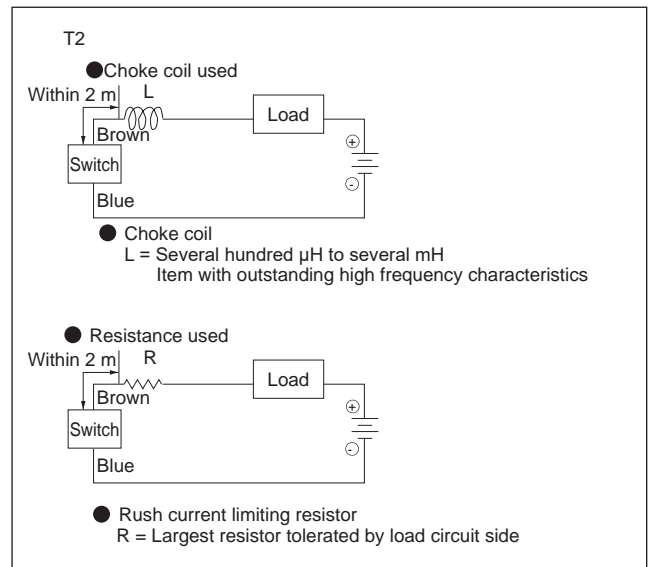 T2
●Choke coil used
Within 2 m L
Load
Brown
+
Switch
-
Blue
● Choke coil
L = Several hundred µH to several mH
Item with outstanding high frequency characteristics
● Resistance used
Within 2 m R
Load
Brown
+
Switch
-
Blue
● Rush current limiting resistor
R = Largest resistor tolerated by load circuit side